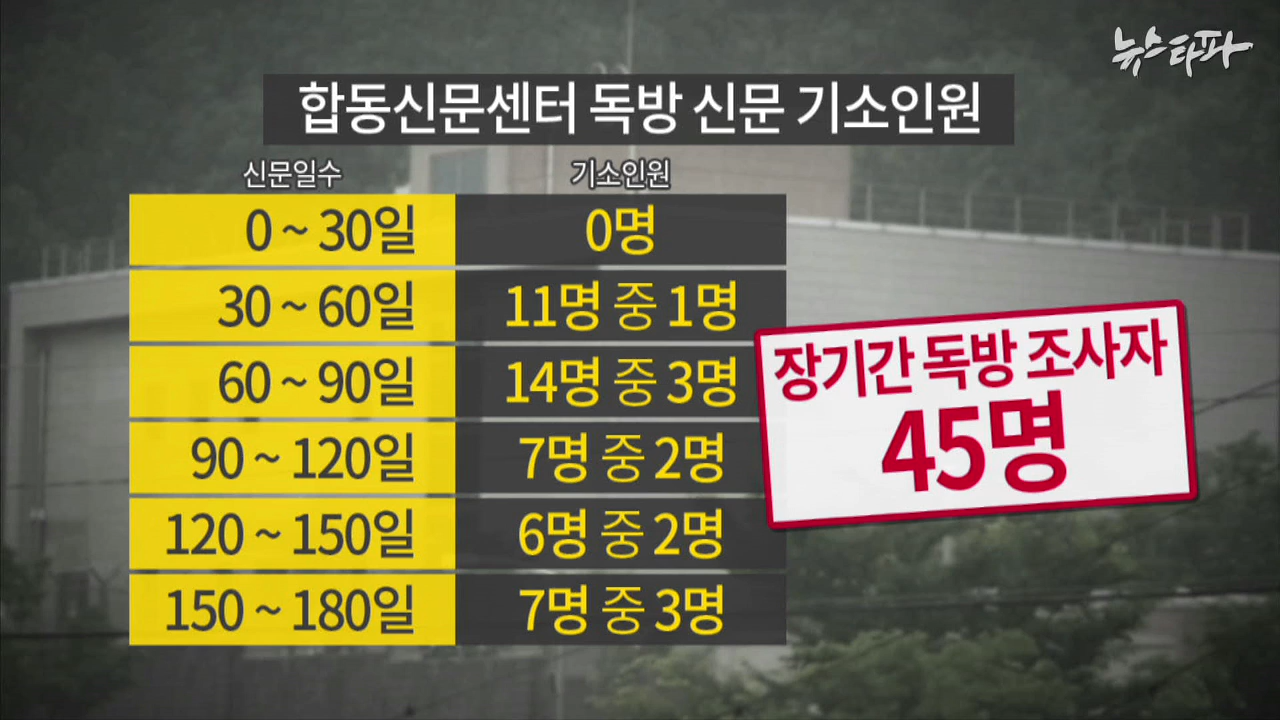 뉴스타파
합동신문센터 독방 신문 기소인원
신문일수 기소인원
0 ~ 30일 0명
30 ~ 60일 11명 중 1명
60 ~ 90일 14명 중 3명
90 ~ 120일 7명 중 2명
120 ~ 150일 6명 중 2명
150 ~ 180일 7명 중 3명
장기간 독방 조사자
45명